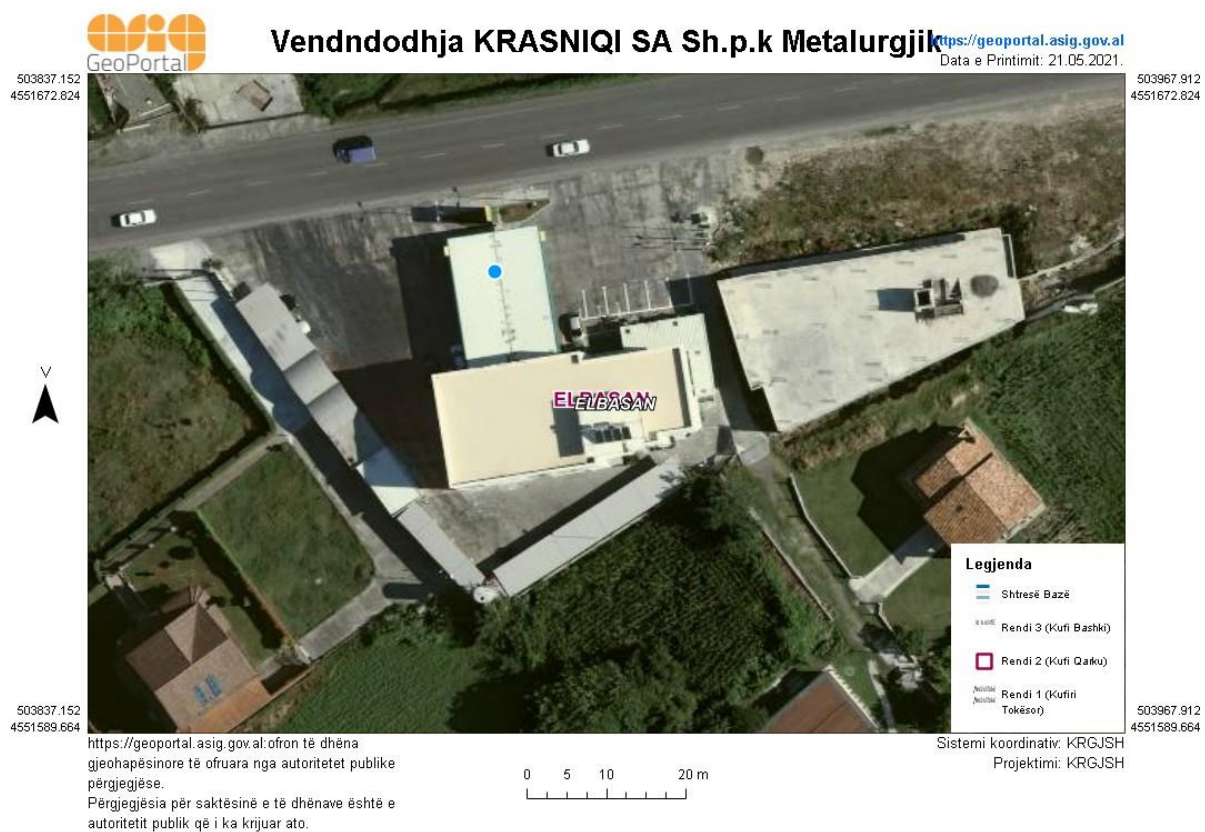 asig
GeoPortal
Vendndodhja KRASNIQI SA Sh.p.k Metalurgjik
https://geoportal.asig.gov.al
Data e Printimit: 21.05.2021.
503837.152
4551672.824
503967.912
4551672.824
V
ELBASAN
ELBASAN
Legjenda
Shtresë Bazë
Rendi 3 (Kufi Bashki)
Rendi 2 (Kufi Qarku)
Rendi 1 (Kufiri
Tokësor)
503837.152
4551589.664
503967.912
4551589.664
https://geoportal.asig.gov.al:ofron të dhëna
gjeohapësinore të ofruara nga autoritetet publike
përgjegjëse.
Përgjegjësia për saktësinë e të dhënave është e
autoritetit publik që i ka krijuar ato.
0 5 10 20 m
Sistemi koordinativ: KRGJSH
Projektimi: KRGJSH